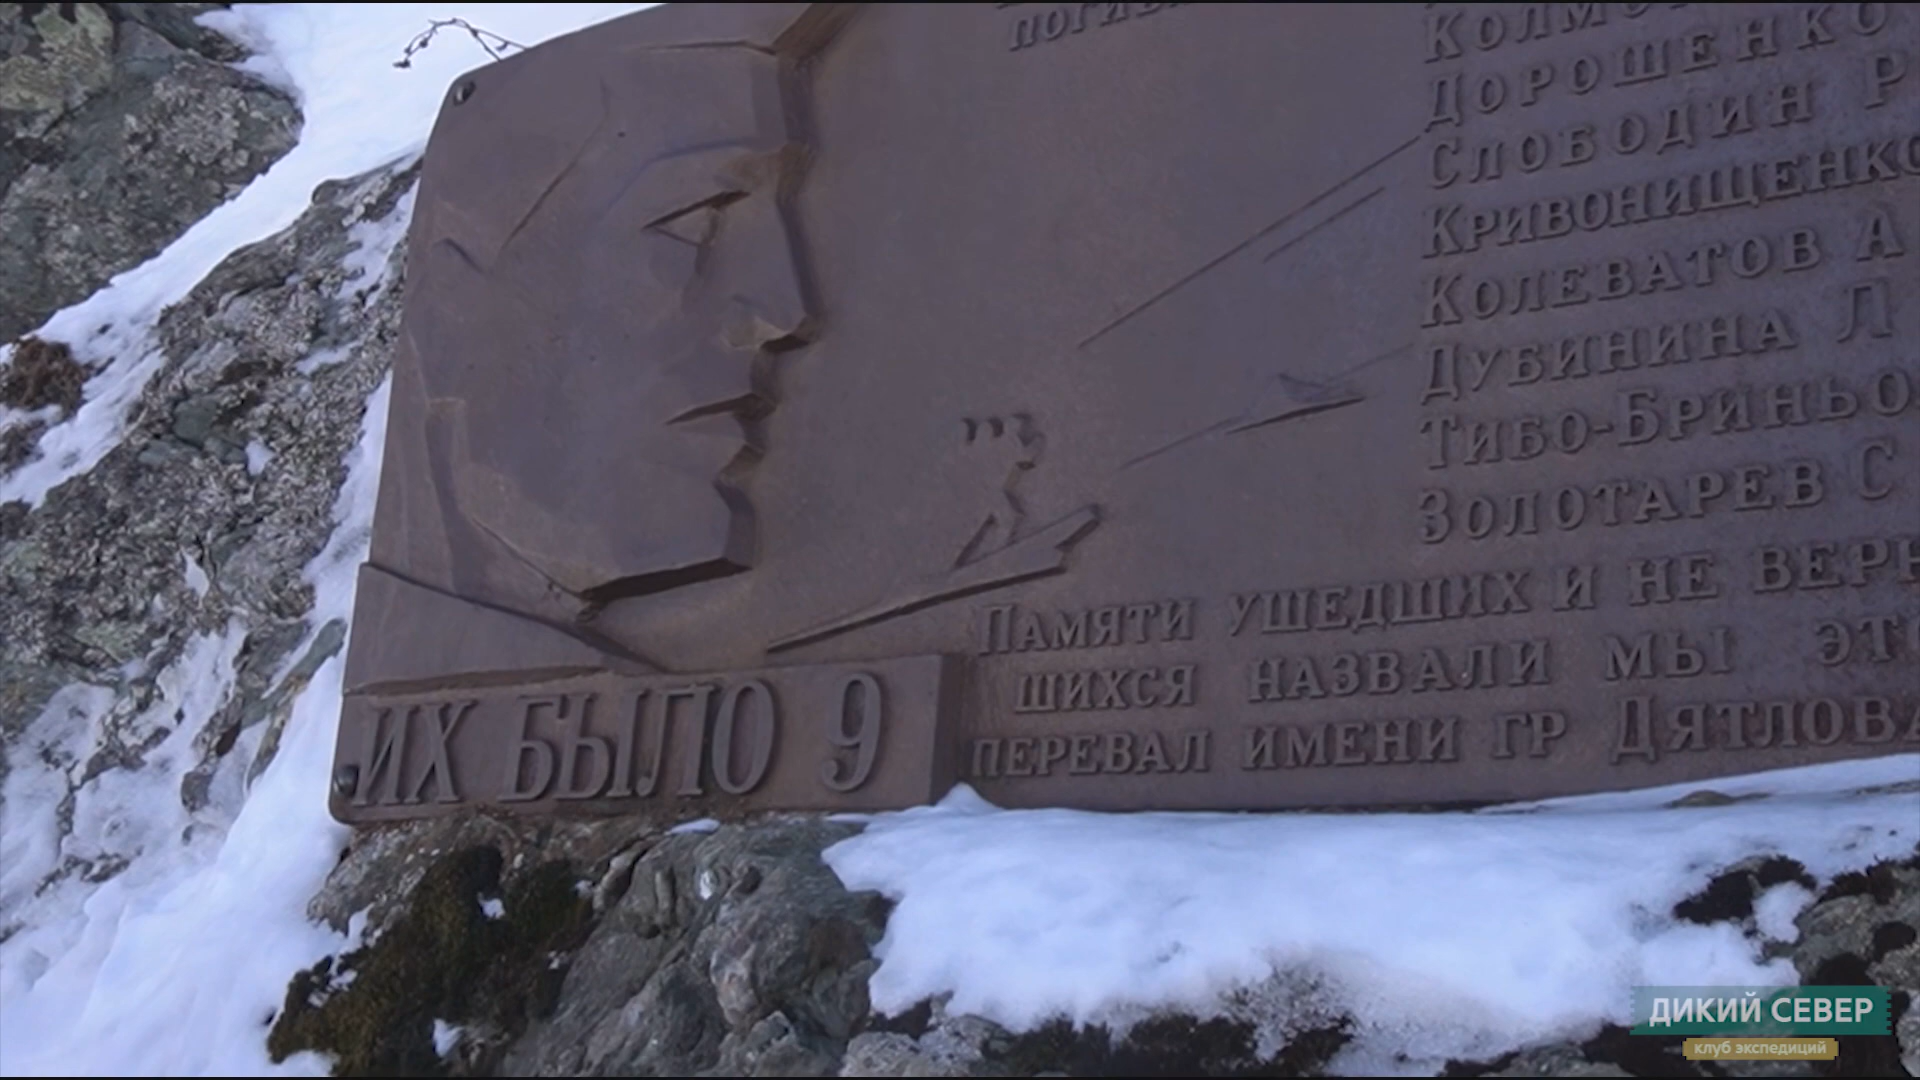 Дорошенко
Слободин Р
Кривонищенко
Колеватов А
Дубинина Л
Тибо-Бриньо
Золотарев С
Памяти ушедших и не верн
шихся назвали мы это
перевал имени гр Дятлова
ИХ БЫЛО 9
ДИКИЙ СЕВЕР
клуб экспедиций